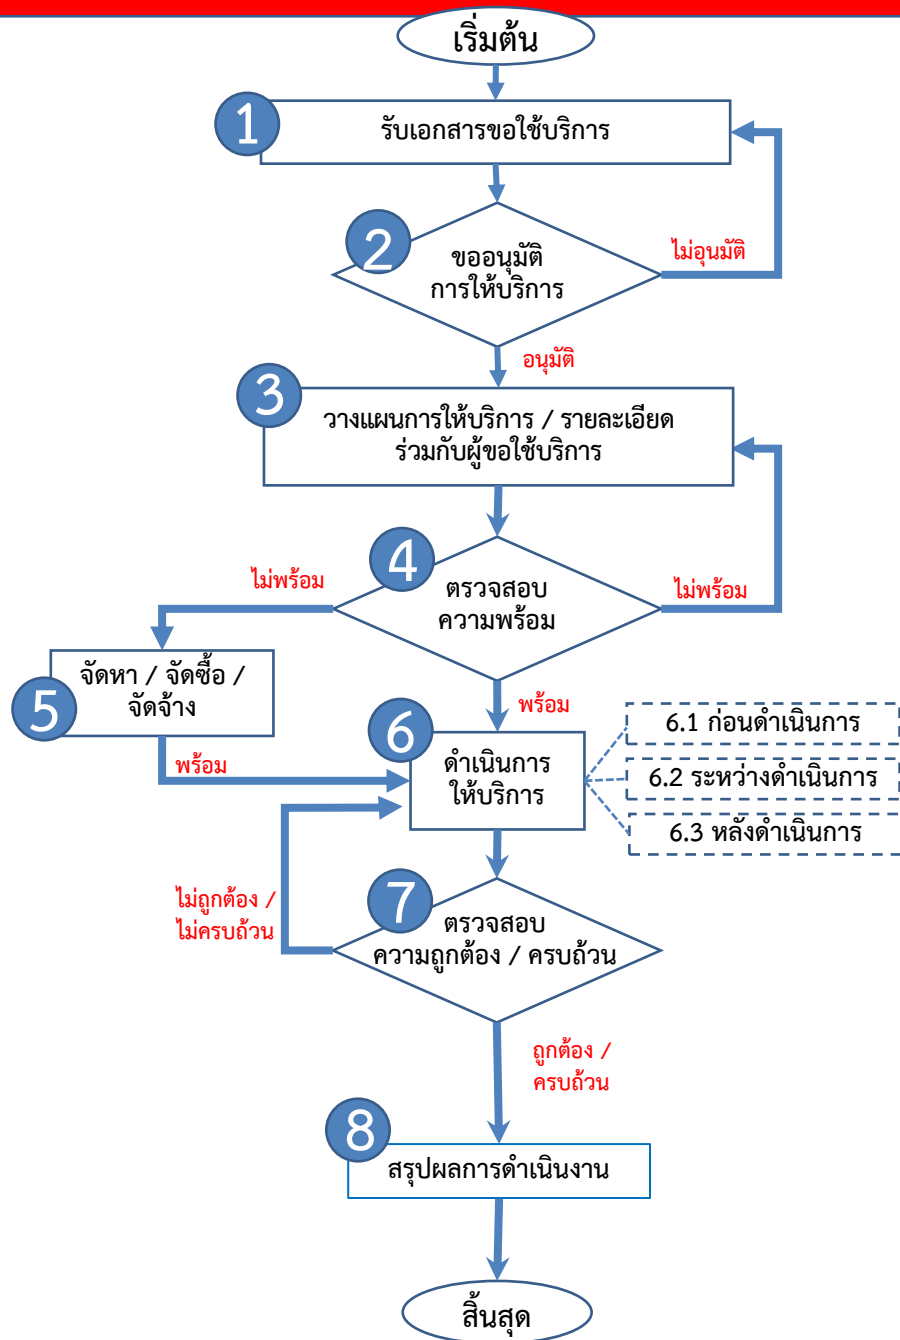 เริ่มต้น
1
รับเอกสารขอใช้บริการ
2
ขออนุมัติ
การให้บริการ
ไม่อุนมัติ
อนุมัติ
3
วางแผนการให้บริการ / รายละเอียด
ร่วมกับผู้ขอใช้บริการ
4
ตรวจสอบ
ความพร้อม
ไม่พร้อม
ไม่พร้อม
5
จัดหา / จัดซื้อ /
จัดจ้าง
พร้อม
พร้อม
6
ดำเนินการ
ให้บริการ
6.1 ก่อนดำเนินการ
6.2 ระหว่างดำเนินการ
6.3 หลังดำเนินการ
ไม่ถูกต้อง /
ไม่ครบถ้วน
7
ตรวจสอบ
ความถูกต้อง / ครบถ้วน
ถูกต้อง /
ครบถ้วน
8
สรุปผลการดำเนินงาน
สิ้นสุด